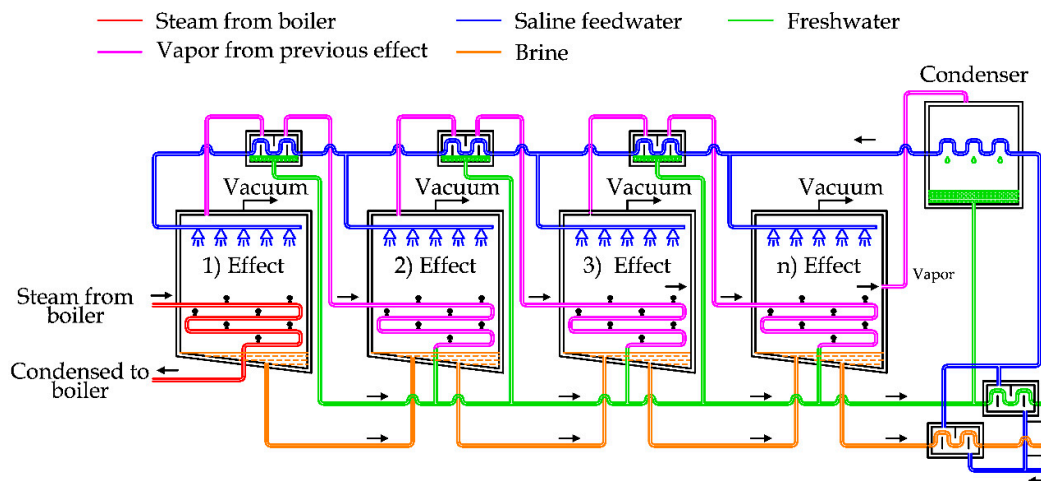 Steam from boiler
Saline feedwater
Freshwater
Vapor from previous effect
Brine
Condenser
Vacuum
Vacuum
Vacuum
Vacuum
1) Effect
2) Effect
3) Effect
n) Effect
Vapor
Steam from
boiler
Condensed to
boiler